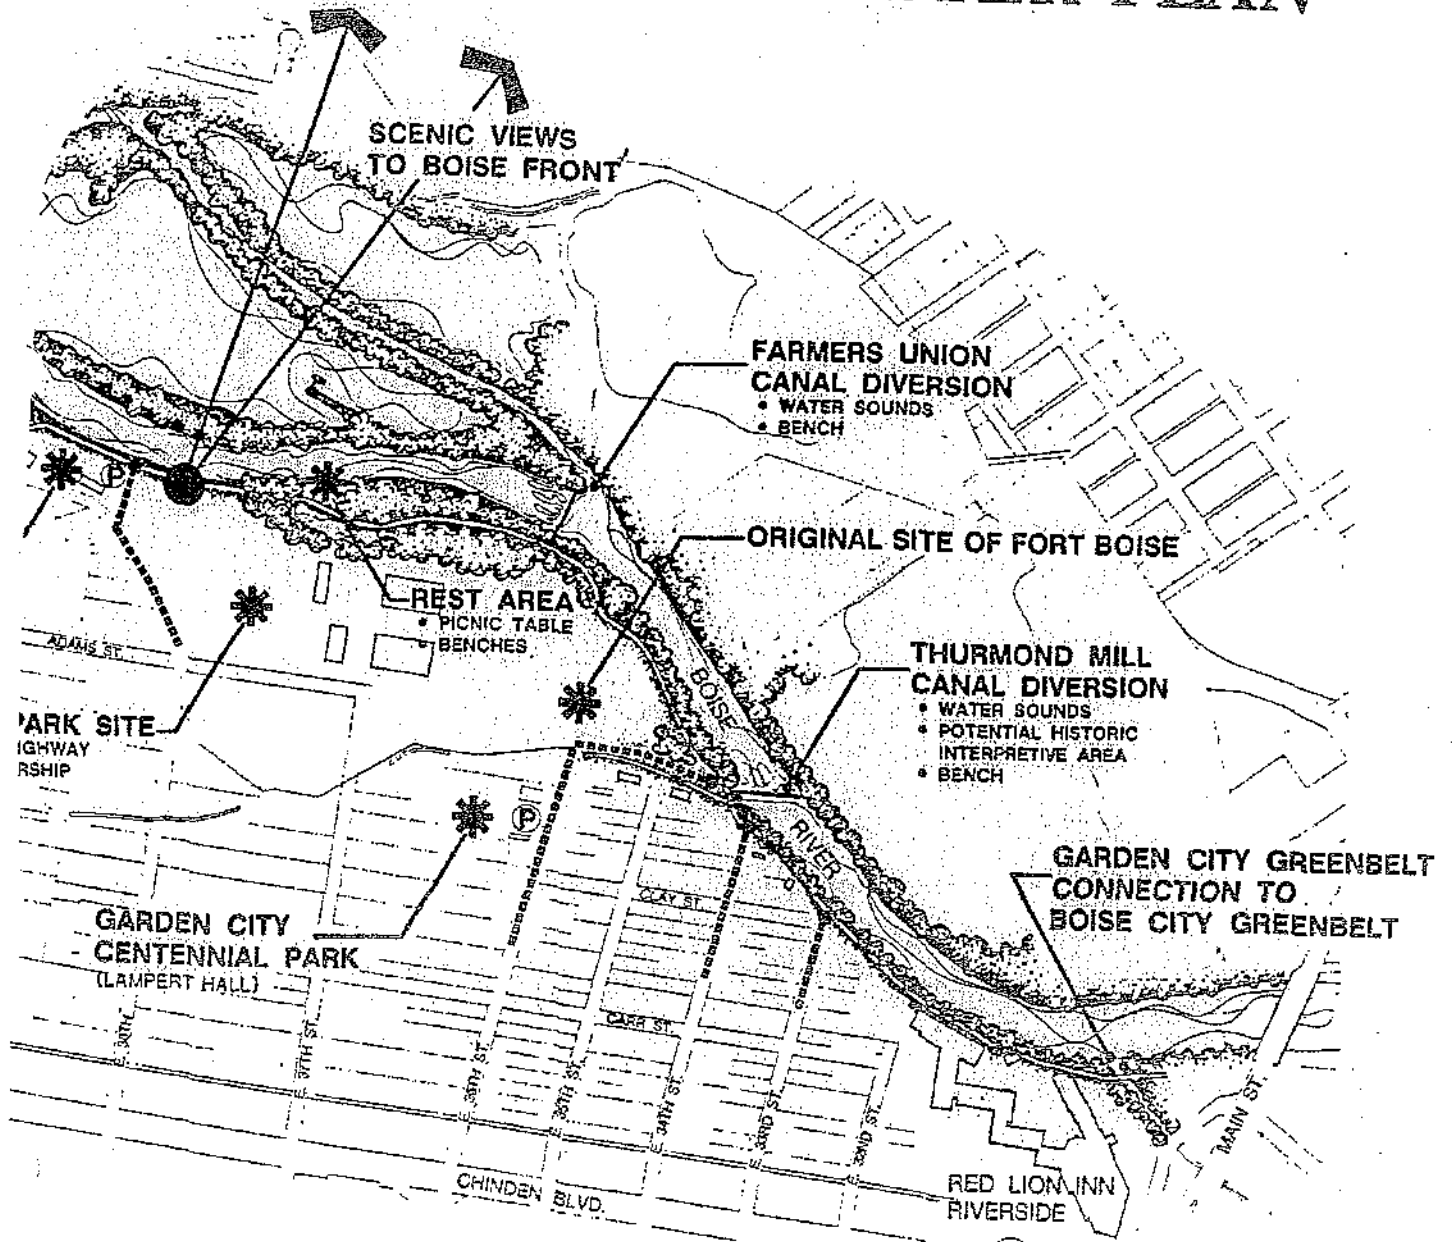 PLAN
SCENIC VIEWS
TO BOISE FRONT
FARMERS UNION
CANAL DIVERSION
• WATER SOUNDS
• BENCH
P
ORIGINAL SITE OF FORT BOISE
REST AREA
• PICNIC TABLE
• BENCHES
ADAMS ST.
BOISE
RIVER
THURMOND MILL
CANAL DIVERSION
• WATER SOUNDS
• POTENTIAL HISTORIC
INTERPRETIVE AREA
• BENCH
PARK SITE
IGHWAY
RSHIP
P
GARDEN CITY GREENBELT
CONNECTION TO
BOISE CITY GREENBELT
CLAY ST.
GARDEN CITY
CENTENNIAL PARK
(LAMPERT HALL)
CARR ST.
E 37TH ST.
E 35TH ST.
E 34TH ST.
E 33RD ST.
E 32ND ST.
MAIN ST.
CHINDEN BLVD.
RED LION INN
RIVERSIDE